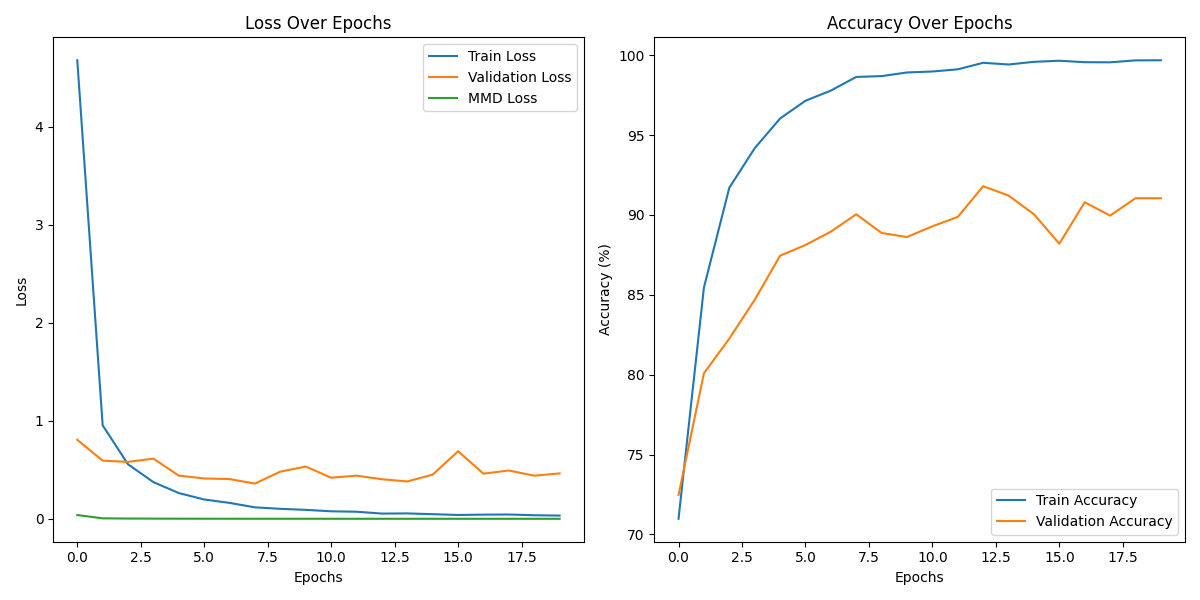 Loss Over Epochs
Train Loss
Validation Loss
MMD Loss
4
3
2
1
0
Loss
0.0 2.5 5.0 7.5 10.0 12.5 15.0 17.5
Epochs
Accuracy Over Epochs
100
95
90
85
80
75
70
Accuracy (%)
Train Accuracy
Validation Accuracy
0.0 2.5 5.0 7.5 10.0 12.5 15.0 17.5
Epochs